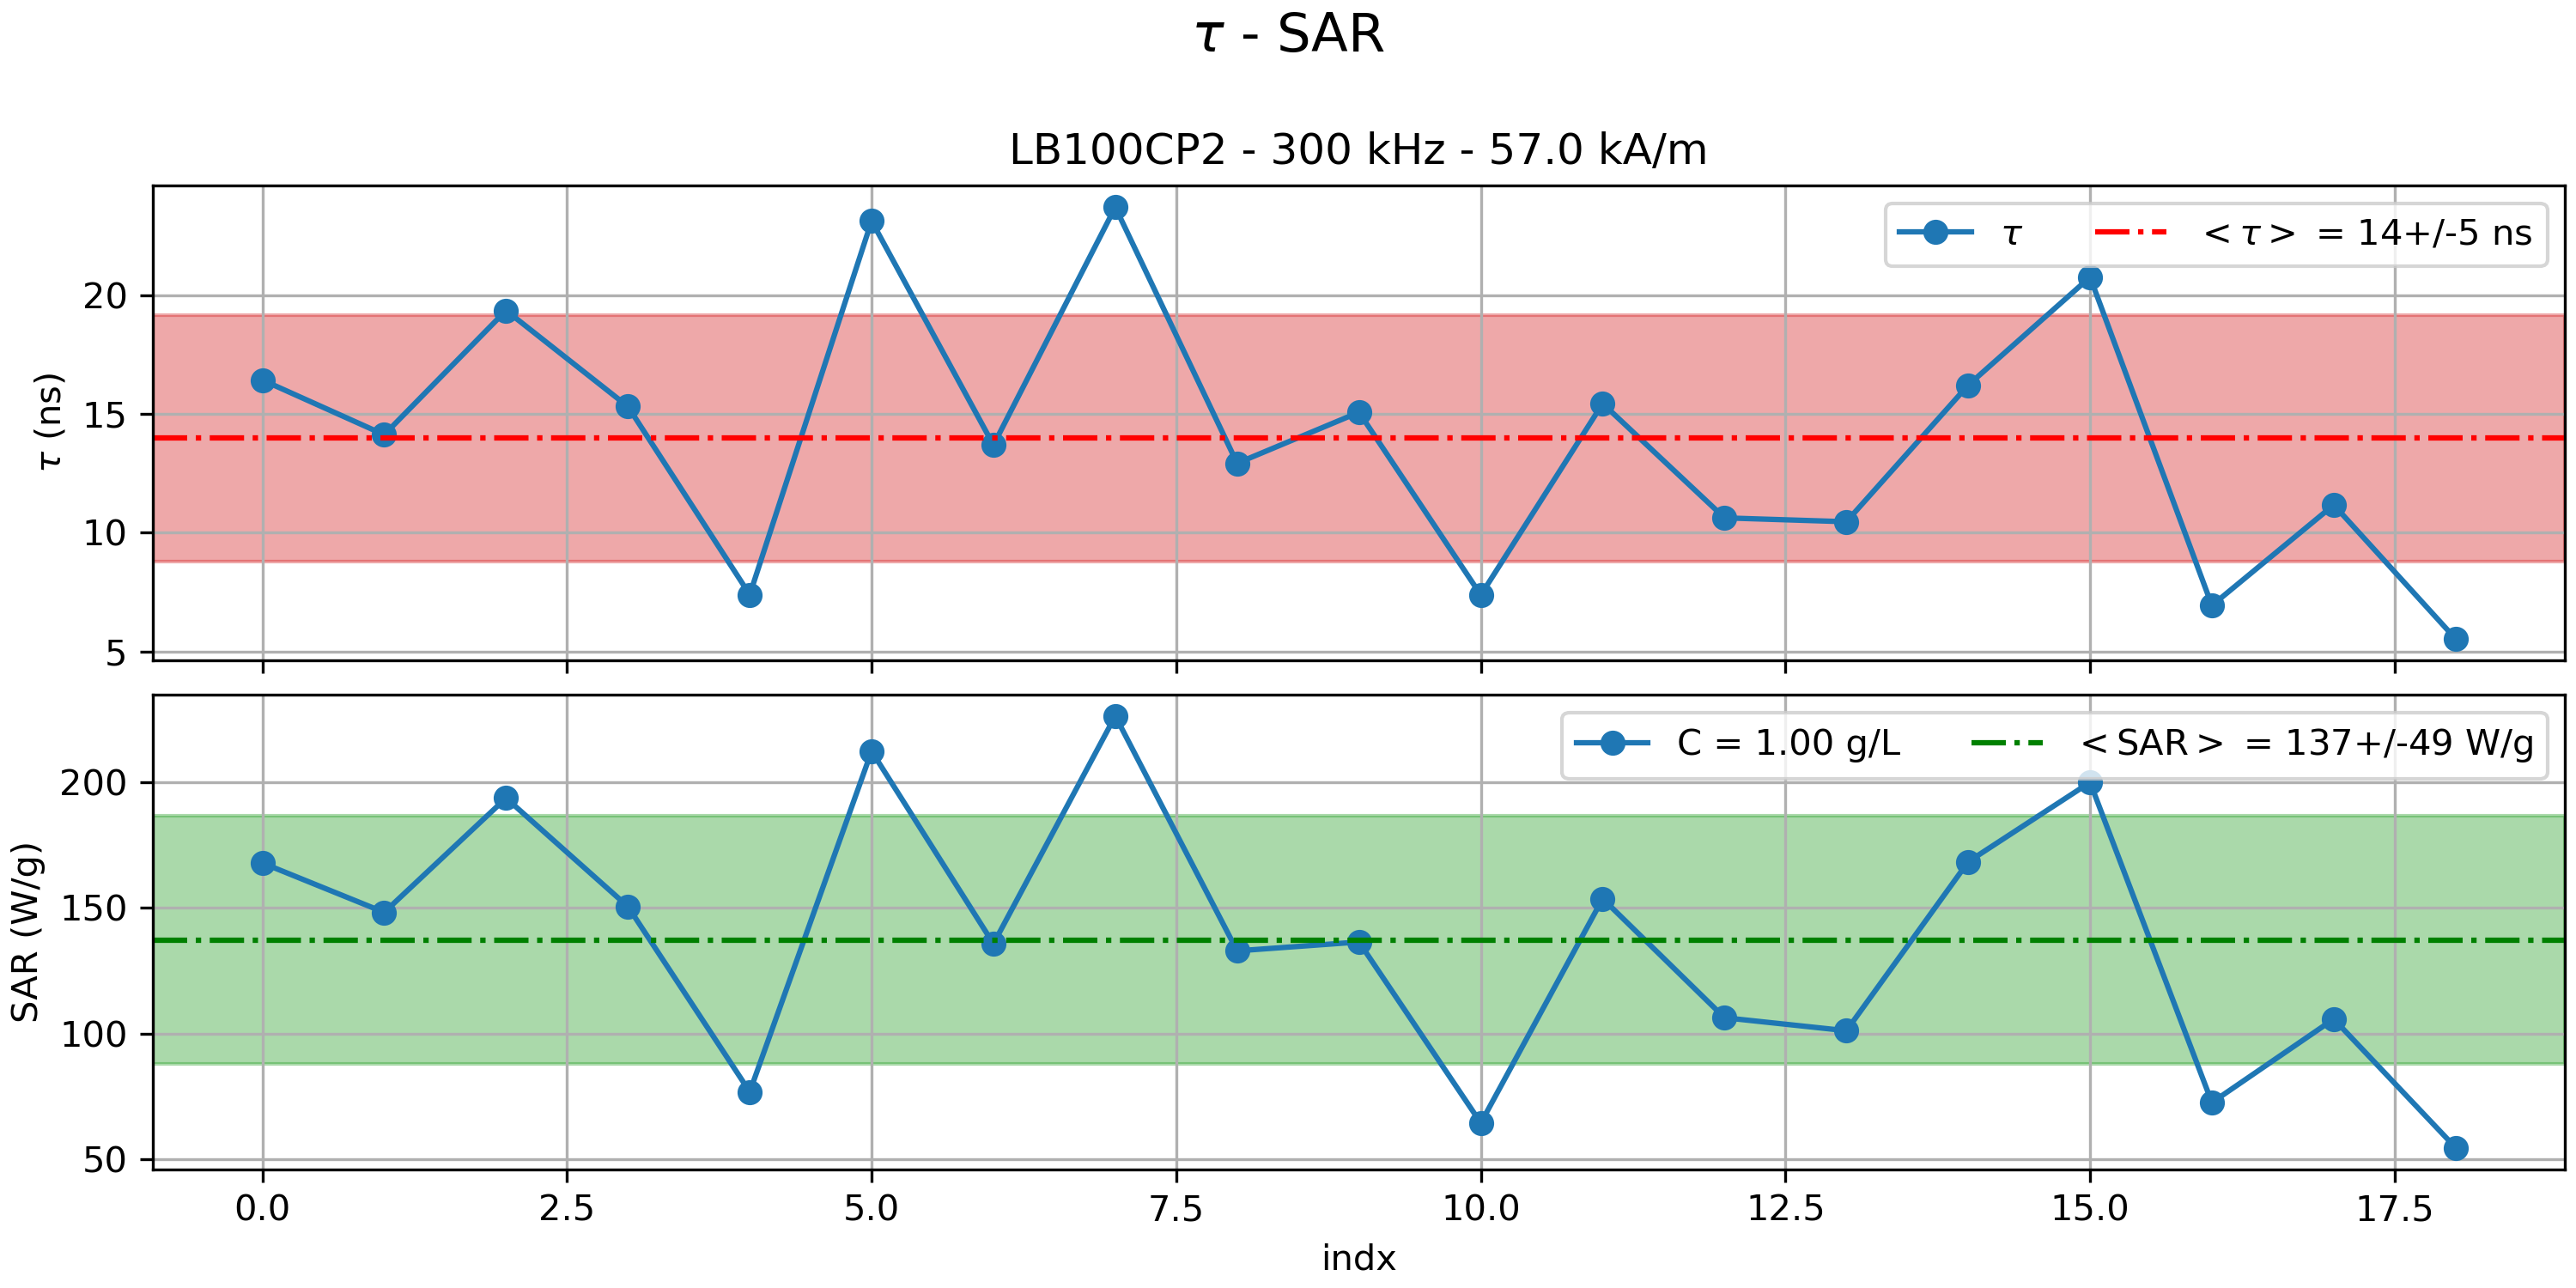 τ - SAR
LB100CP2 - 300 kHz - 57.0 kA/m
τ <τ> = 14+/-5 ns
τ (ns)
20
15
10
5
C = 1.00 g/L <SAR> = 137+/-49 W/g
SAR (W/g)
200
150
100
50
0.0 2.5 5.0 7.5 10.0 12.5 15.0 17.5
indx